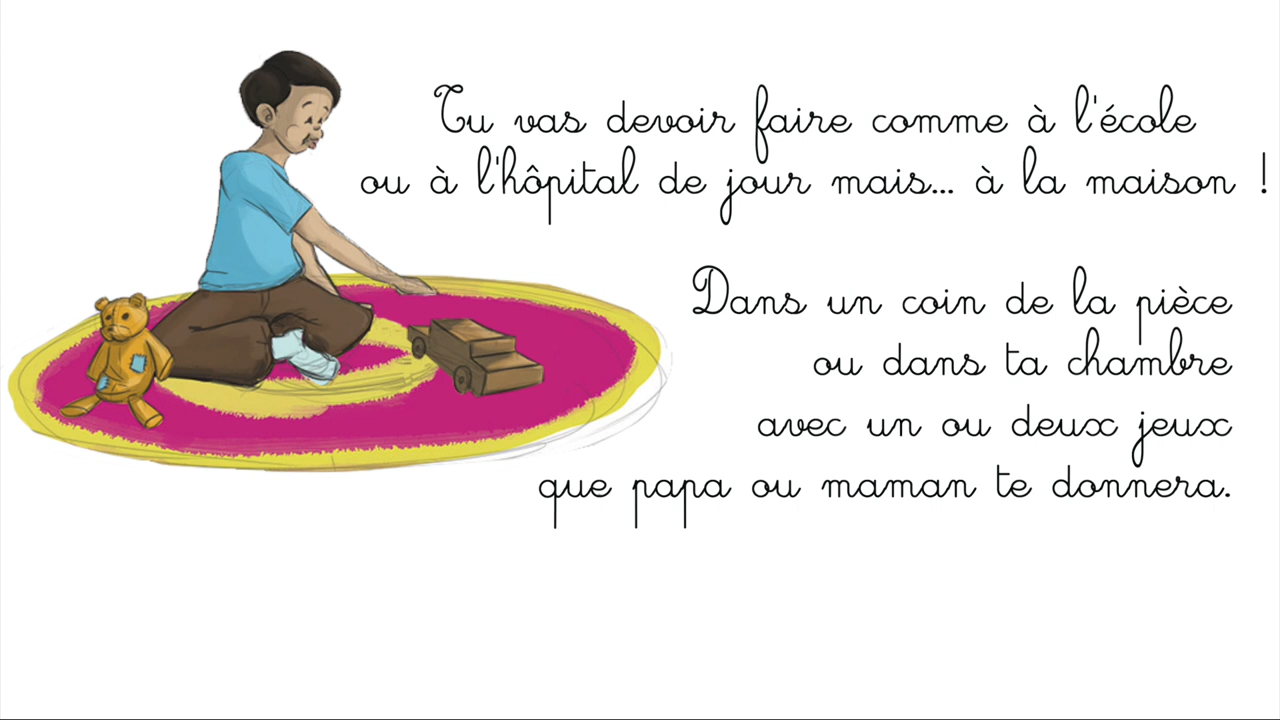 Tu vas devoir faire comme à l'école
ou à l'hôpital de jour mais... à la maison !
Dans un coin de la pièce
ou dans ta chambre
avec un ou deux jeux
que papa ou maman te donnera.